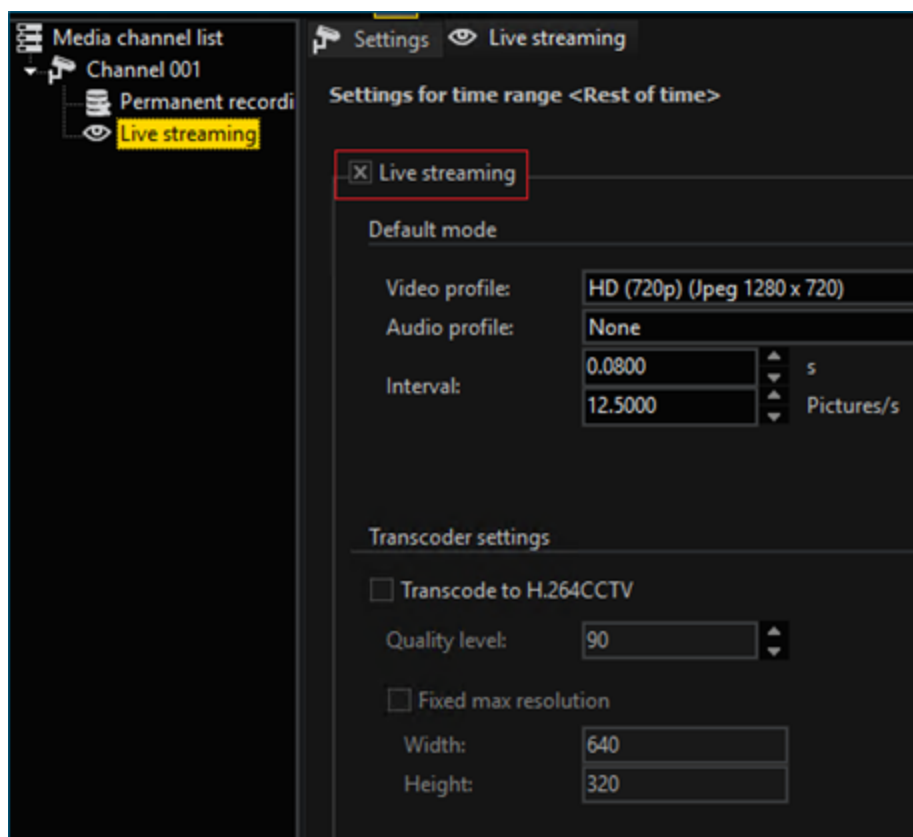 Media channel list
Channel 001
Permanent recordi
Live streaming
Settings
Live streaming
Settings for time range <Rest of time>
Live streaming
Default mode
Video profile: HD (720p) (Jpeg 1280 x 720)
Audio profile: None
Interval: 0.0800 s
12.5000 Pictures/s
Transcoder settings
Transcode to H.264CCTV
Quality level: 90
Fixed max resolution
Width: 640
Height: 320